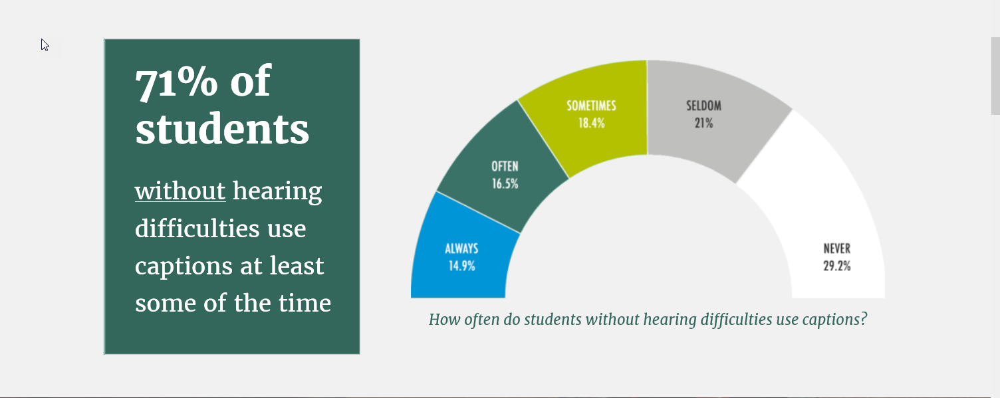 71% of
students
without hearing
difficulties use
captions at least
some of the time
SOMETIMES
18.4%
SELDOM
21%
OFTEN
16.5%
ALWAYS
14.9%
NEVER
29.2%
How often do students without hearing difficulties use captions?